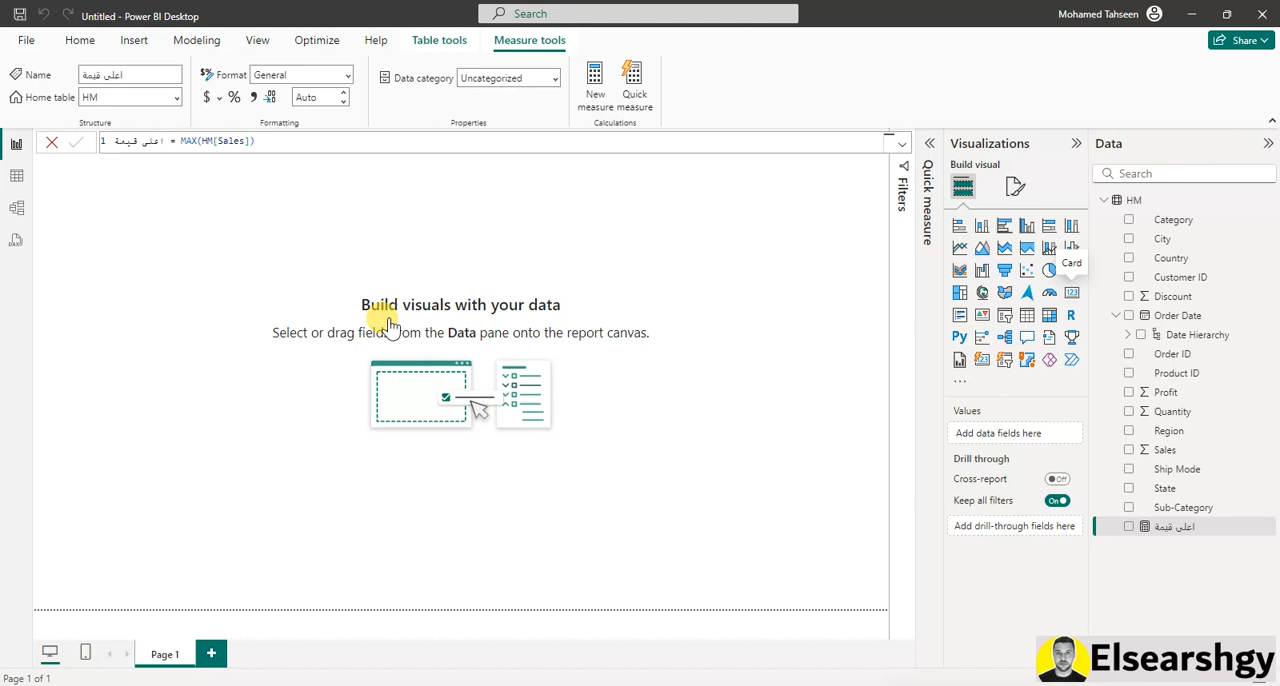 Untitled - Power BI Desktop
Search
Mohamed Tahseen
File
Home
Insert
Modeling
View
Optimize
Help
Table tools
Measure tools
Share
Name
اعلى قيمة
Format
General
Data category
Uncategorized
New measure
Quick measure
Home table
HM
$
%
Auto
Structure
Formatting
Properties
Calculations
1 اعلى قيمة = MAX(HM[Sales])
Build visuals with your data
Select or drag fields from the Data pane onto the report canvas.
Filters
Quick measure
Visualizations
Build visual
Card
123
R
Py
123
Values
Add data fields here
Drill through
Cross-report
Off
Keep all filters
On
Add drill-through fields here
Data
Search
HM
Category
City
Country
Customer ID
Discount
Order Date
Date Hierarchy
Order ID
Product ID
Profit
Quantity
Region
Sales
Ship Mode
State
Sub-Category
اعلى قيمة
Page 1
Page 1 of 1
Elsearshgy